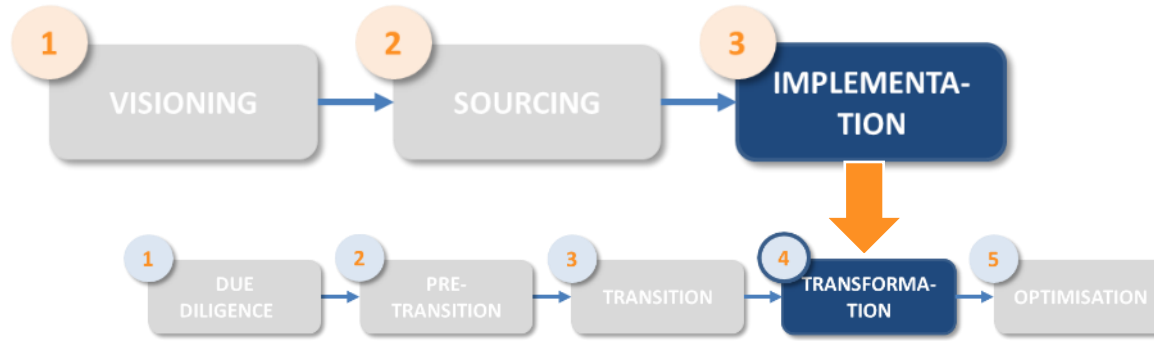 1
VISIONING
2
SOURCING
3
IMPLEMENTA-
TION
1
DUE
DILIGENCE
2
PRE-
TRANSITION
3
TRANSITION
4
TRANSFORMA-
TION
5
OPTIMISATION